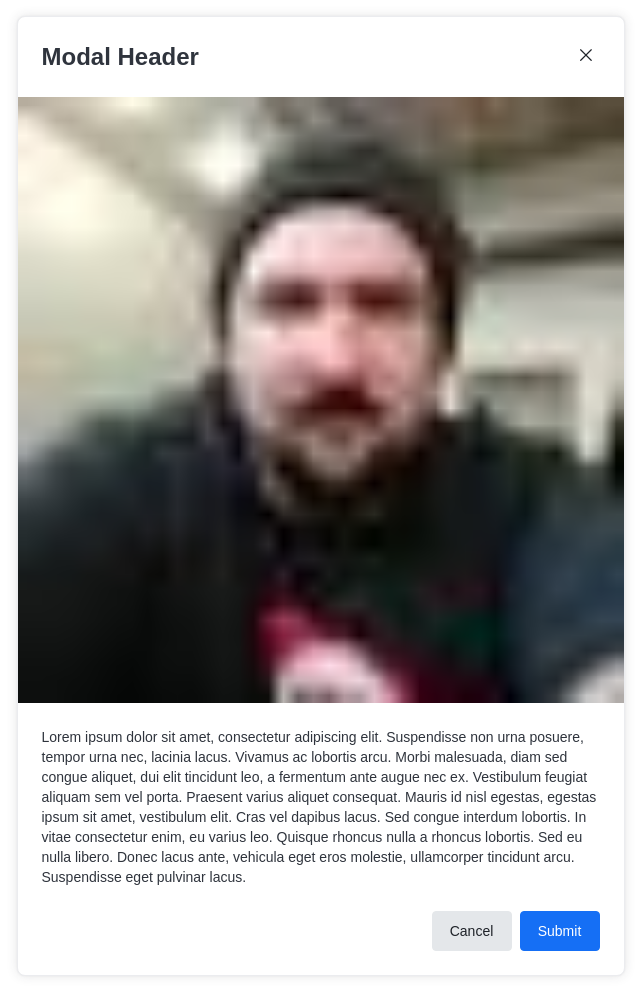 Modal Header
Lorem ipsum dolor sit amet, consectetur adipiscing elit. Suspendisse non urna posuere,
tempor urna nec, lacinia lacus. Vivamus ac lobortis arcu. Morbi malesuada, diam sed
congue aliquet, dui elit tincidunt leo, a fermentum ante augue nec ex. Vestibulum feugiat
aliquam sem vel porta. Praesent varius aliquet consequat. Mauris id nisl egestas, egestas
ipsum sit amet, vestibulum elit. Cras vel dapibus lacus. Sed congue interdum lobortis. In
vitae consectetur enim, eu varius leo. Quisque rhoncus nulla a rhoncus lobortis. Sed eu
nulla libero. Donec lacus ante, vehicula eget eros molestie, ullamcorper tincidunt arcu.
Suspendisse eget pulvinar lacus.
Cancel
Submit